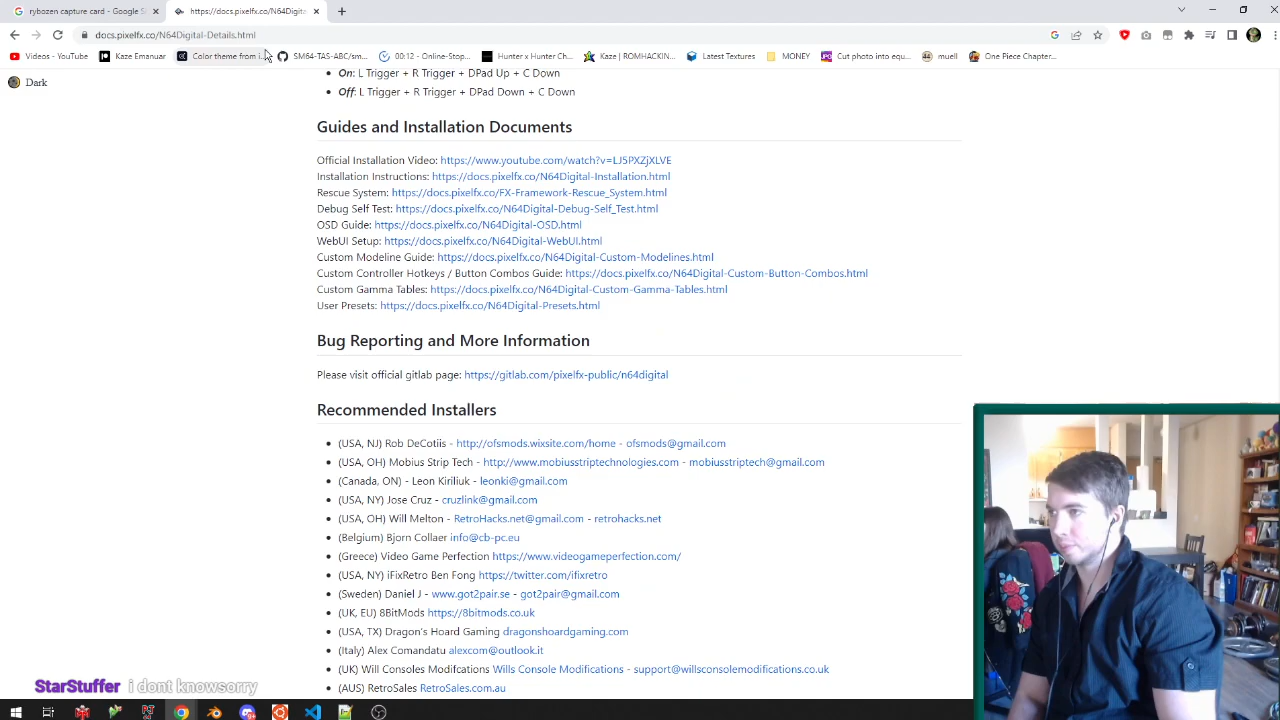 rybozen capture card - Google S
https://docs.pixelfx.co/N64Digita
docs.pixelfx.co/N64Digital-Details.html
Videos - YouTube
Kaze Emanuar
Color theme from i...
SM64-TAS-ABC/sm...
00:12 - Online-Stop...
Hunter x Hunter Ch...
Kaze | ROMHACKIN...
Latest Textures
MONEY
Cut photo into equ...
muell
One Piece Chapter...
Dark
On: L Trigger + R Trigger + DPad Up + C Down
Off: L Trigger + R Trigger + DPad Down + C Down
Guides and Installation Documents
Official Installation Video: https://www.youtube.com/watch?v=LJ5PXZjXLVE
Installation Instructions: https://docs.pixelfx.co/N64Digital-Installation.html
Rescue System: https://docs.pixelfx.co/FX-Framework-Rescue_System.html
Debug Self Test: https://docs.pixelfx.co/N64Digital-Debug-Self_Test.html
OSD Guide: https://docs.pixelfx.co/N64Digital-OSD.html
WebUI Setup: https://docs.pixelfx.co/N64Digital-WebUI.html
Custom Modeline Guide: https://docs.pixelfx.co/N64Digital-Custom-Modelines.html
Custom Controller Hotkeys / Button Combos Guide: https://docs.pixelfx.co/N64Digital-Custom-Button-Combos.html
Custom Gamma Tables: https://docs.pixelfx.co/N64Digital-Custom-Gamma-Tables.html
User Presets: https://docs.pixelfx.co/N64Digital-Presets.html
Bug Reporting and More Information
Please visit official gitlab page: https://gitlab.com/pixelfx-public/n64digital
Recommended Installers
(USA, NJ) Rob DeCotiis - http://ofsmods.wixsite.com/home - ofsmods@gmail.com
(USA, OH) Mobius Strip Tech - http://www.mobiusstriptechnologies.com - mobiusstriptech@gmail.com
(Canada, ON) - Leon Kiriliuk - leonki@gmail.com
(USA, NY) Jose Cruz - cruzlink@gmail.com
(USA, OH) Will Melton - RetroHacks.net@gmail.com - retrohacks.net
(Belgium) Bjorn Collaer info@cb-pc.eu
(Greece) Video Game Perfection https://www.videogameperfection.com/
(USA, NY) iFixRetro Ben Fong https://twitter.com/ifixretro
(Sweden) Daniel J - www.got2pair.se - got2pair@gmail.com
(UK, EU) 8BitMods https://8bitmods.co.uk
(USA, TX) Dragon's Hoard Gaming dragonshoardgaming.com
(Italy) Alex Comandatu alexcom@outlook.it
(UK) Will Consoles Modifcations Wills Console Modifications - support@willsconsolemodifications.co.uk
(AUS) RetroSales RetroSales.com.au
StarStuffer i dont knowsorry